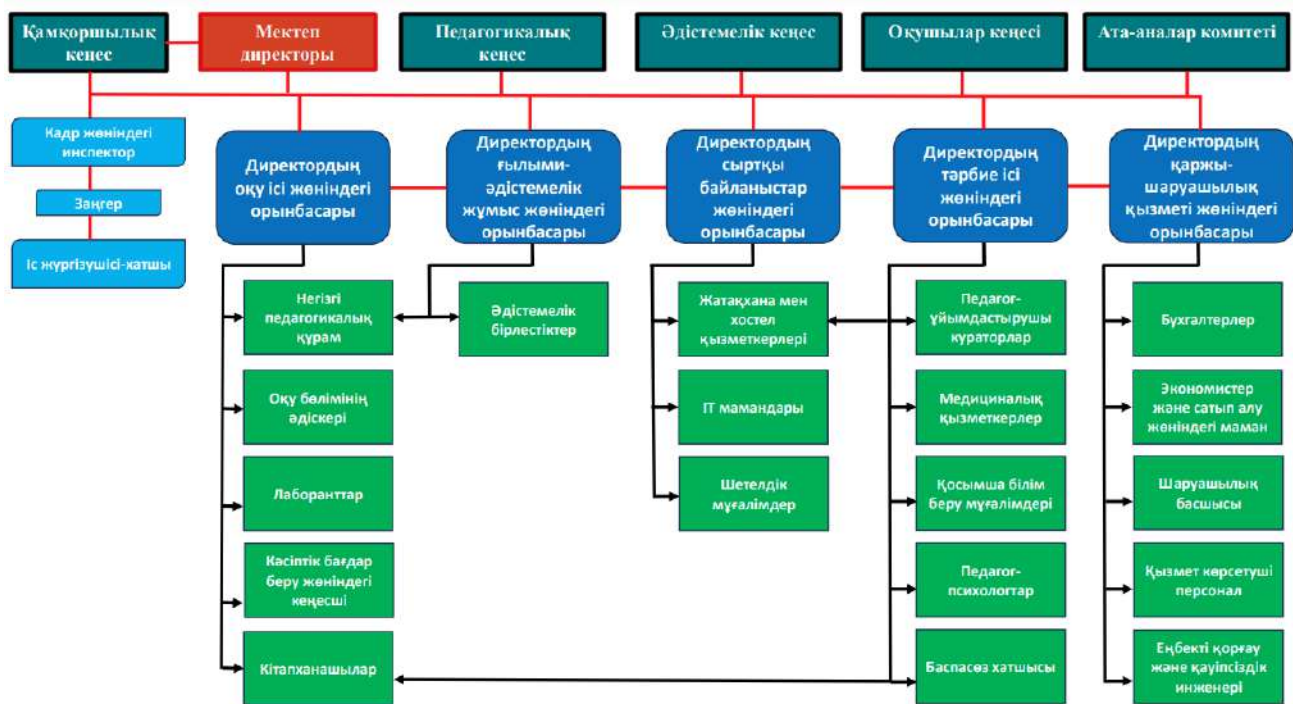 Қамқоршылық
кеңес
Мектеп
директоры
Педагогикалық
кеңес
Әдістемелік кеңес
Оқушылар кеңесі
Ата-аналар комитеті
Кадр жөніндегі
инспектор
Заңгер
Іс жүргізушісі-хатшы
Директордың
оқу ісі жөніндегі
орынбасары
Директордың
ғылыми-
әдістемелік
жұмыс жөніндегі
орынбасары
Директордың
сыртқы
байланыстар
жөніндегі
орынбасары
Директордың
тәрбие ісі
жөніндегі
орынбасары
Директордың
қаржы-
шаруашылық
қызметі жөніндегі
орынбасары
Негізгі
педагогикалық
құрам
Оқу бөлімінің
әдіскері
Лаборанттар
Кәсіптік бағдар
беру жөніндегі
кеңесші
Кітапханашылар
Әдістемелік
бірлестіктер
Жатақхана мен
хостел
қызметкерлері
IT мамандары
Шетелдік
мұғалімдер
Педагог-
ұйымдастырушы
кураторлар
Медициналық
қызметкерлер
Қосымша білім
беру мұғалімдері
Педагог-
психологтар
Баспасөз хатшысы
Бухгалтерлер
Экономистер
және сатып алу
жөніндегі маман
Шаруашылық
басшысы
Қызмет көрсетуші
персонал
Еңбекті қорғау
және қауіпсіздік
инженері